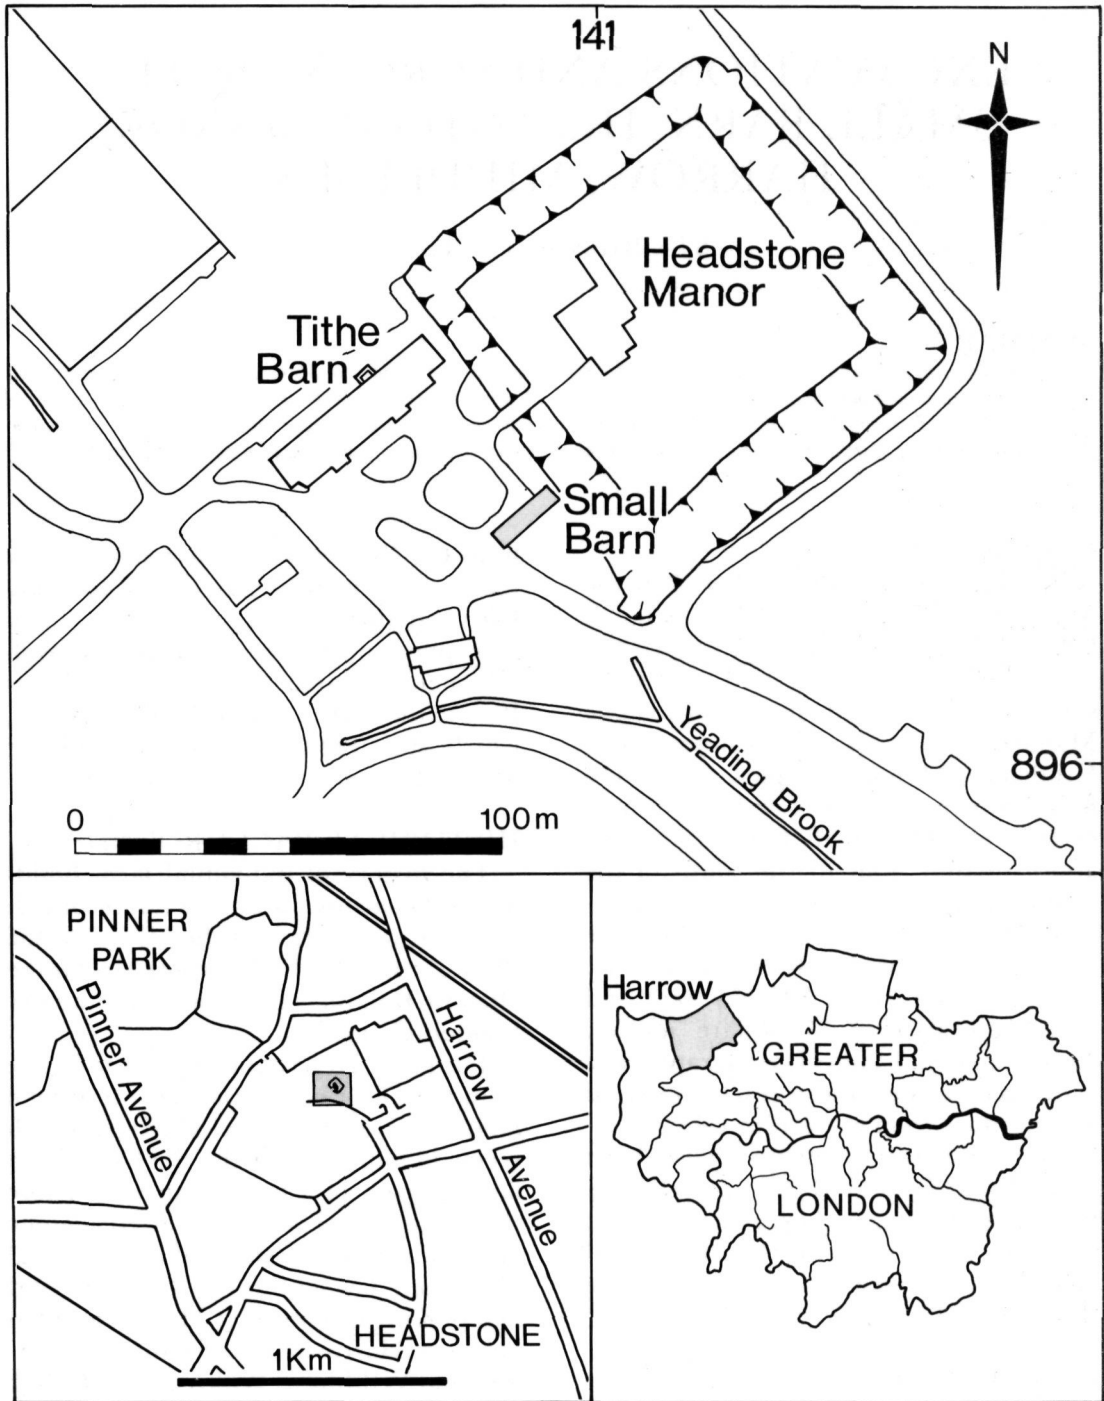 141
N
Headstone
Manor
Tithe
Barn
Small
Barn
Yeading Brook
896
0 100m
PINNER
PARK
Pinner Avenue
Harrow
Avenue
HEADSTONE
1Km
Harrow
GREATER
LONDON